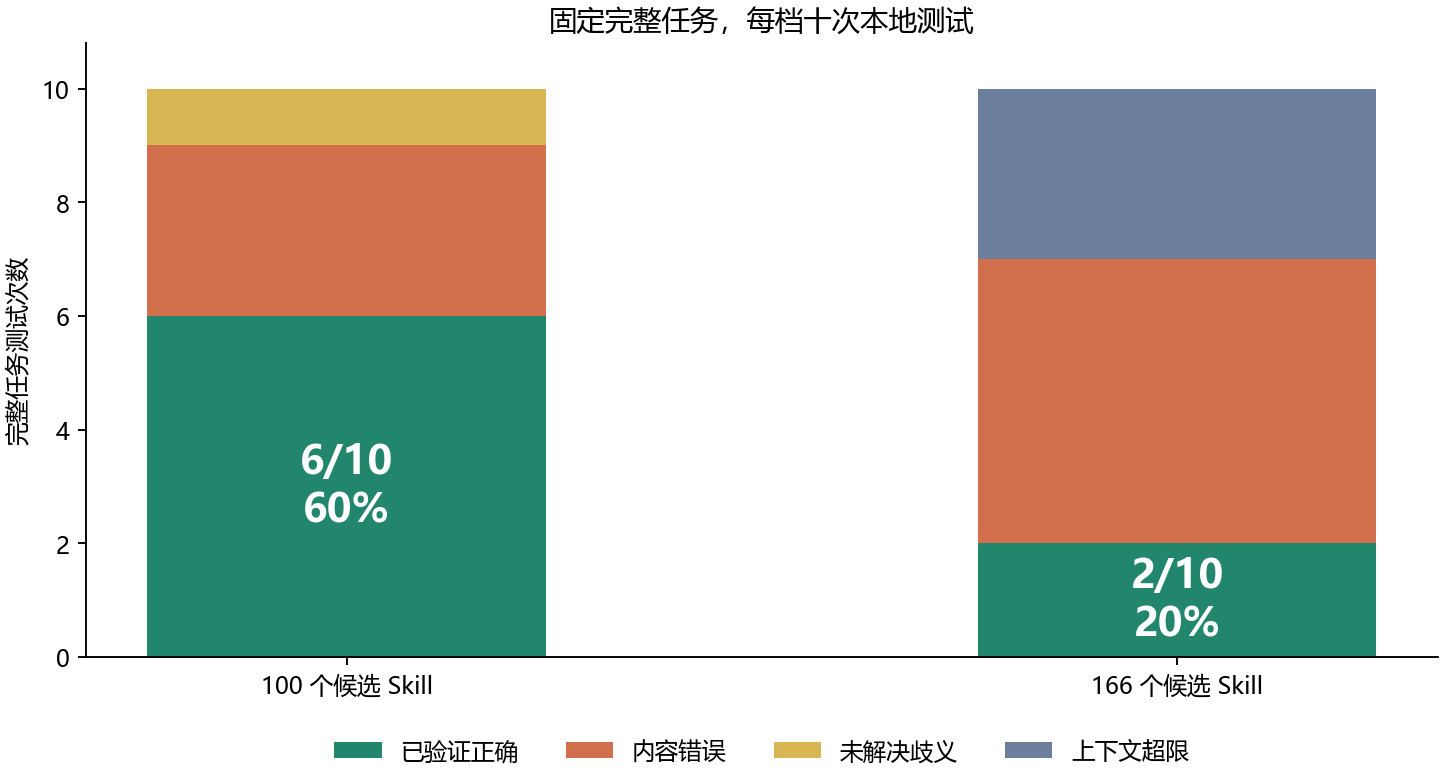 固定完整任务，每档十次本地测试
完整任务测试次数
10
8
6
4
2
0
6/10
60%
2/10
20%
100 个候选 Skill
166 个候选 Skill
已验证正确
内容错误
未解决歧义
上下文超限